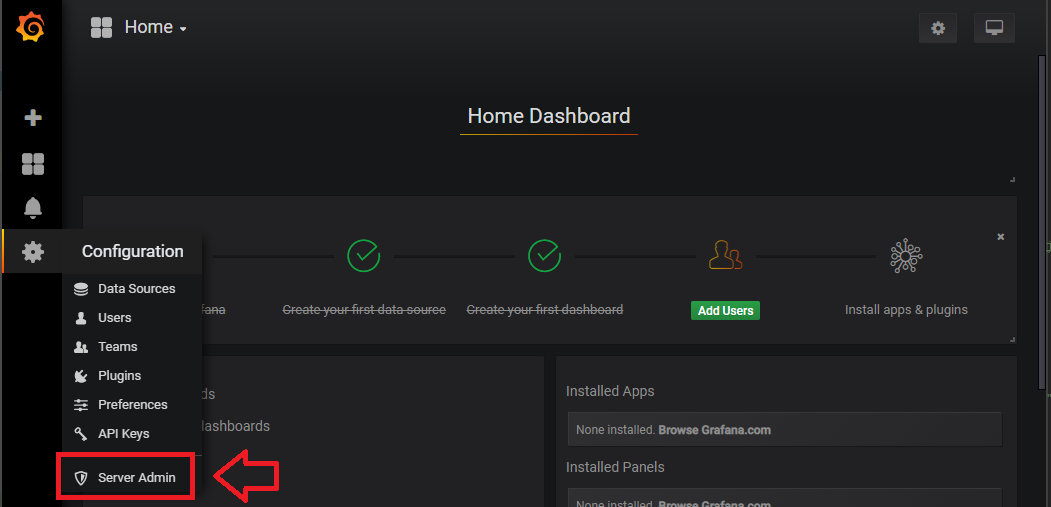 Home
Home Dashboard
Configuration
Data Sources
Users
Teams
Plugins
Preferences
API Keys
Server Admin
fana
Create your first data source
Create your first dashboard
Add Users
Install apps & plugins
ds
dashboards
Installed Apps
None installed. Browse Grafana.com
Installed Panels
None installed. Browse Grafana.com